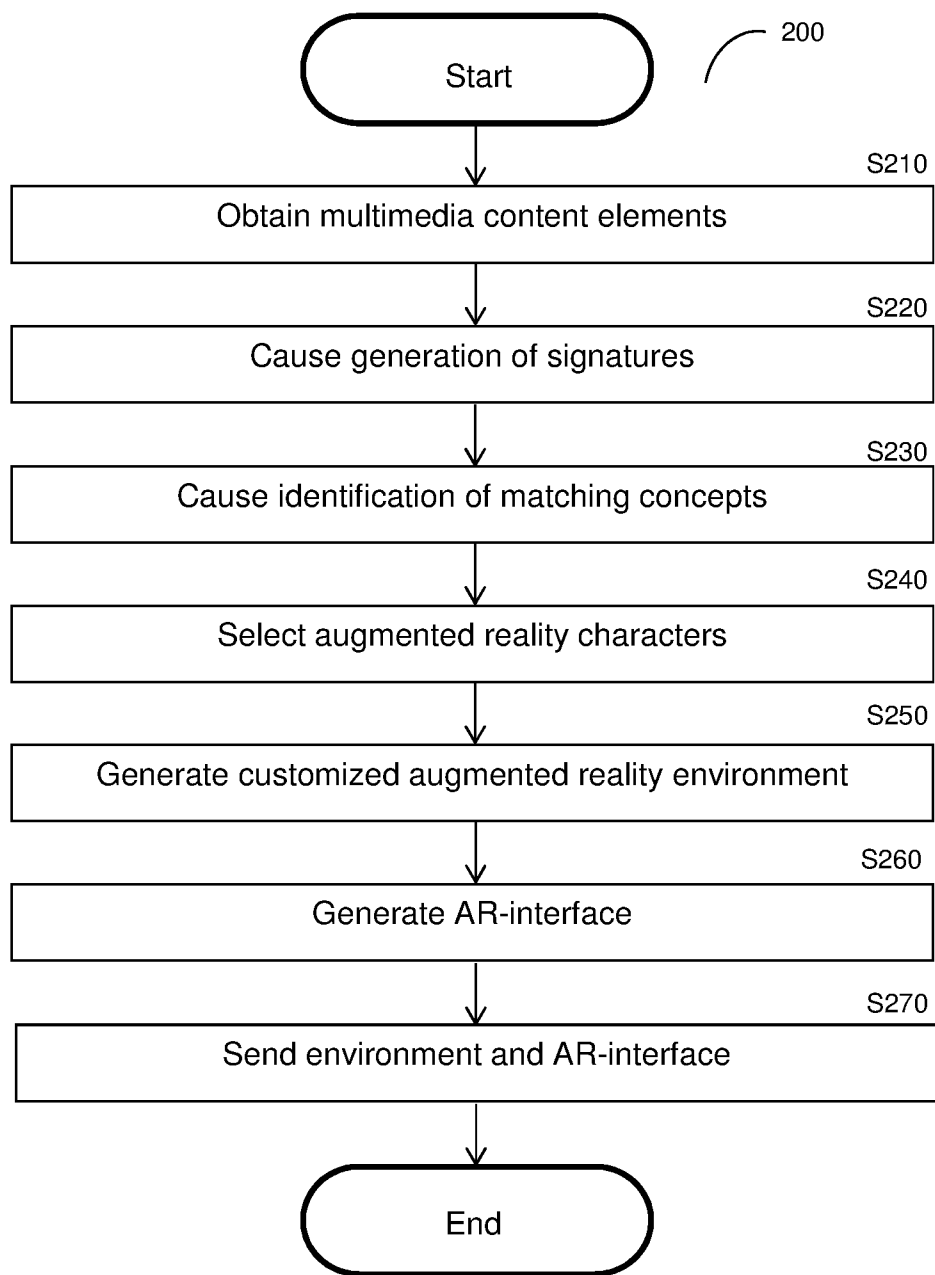 200
Start
S210
Obtain multimedia content elements
S220
Cause generation of signatures
S230
Cause identification of matching concepts
S240
Select augmented reality characters
S250
Generate customized augmented reality environment
S260
Generate AR-interface
S270
Send environment and AR-interface
End